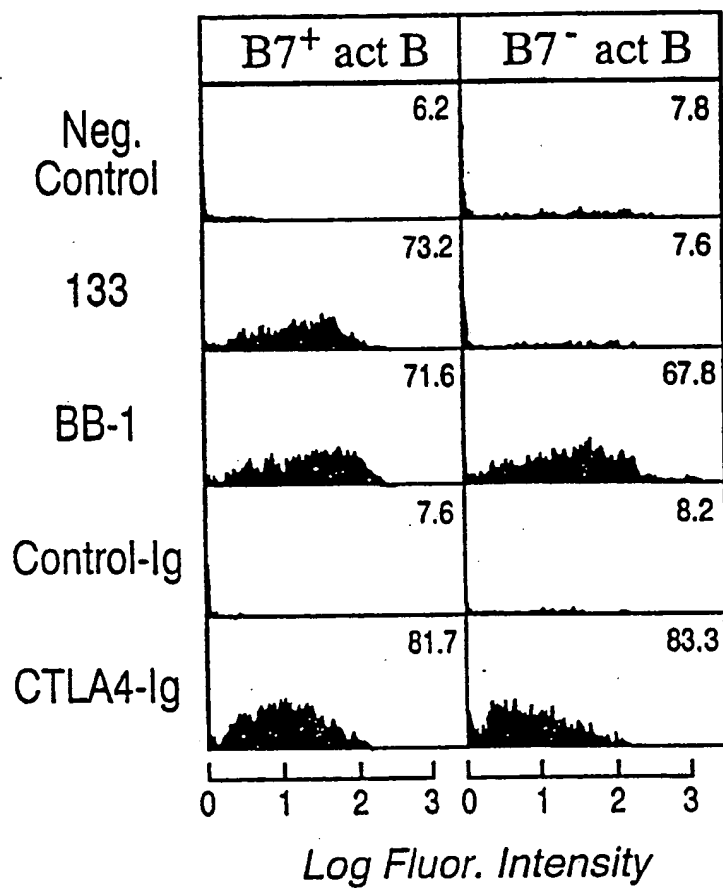 B7⁺ act B B7⁻ act B
Neg. Control 6.2 7.8
133 73.2 7.6
BB-1 71.6 67.8
Control-Ig 7.6 8.2
CTLA4-Ig 81.7 83.3
0 1 2 3 0 1 2 3
Log Fluor. Intensity